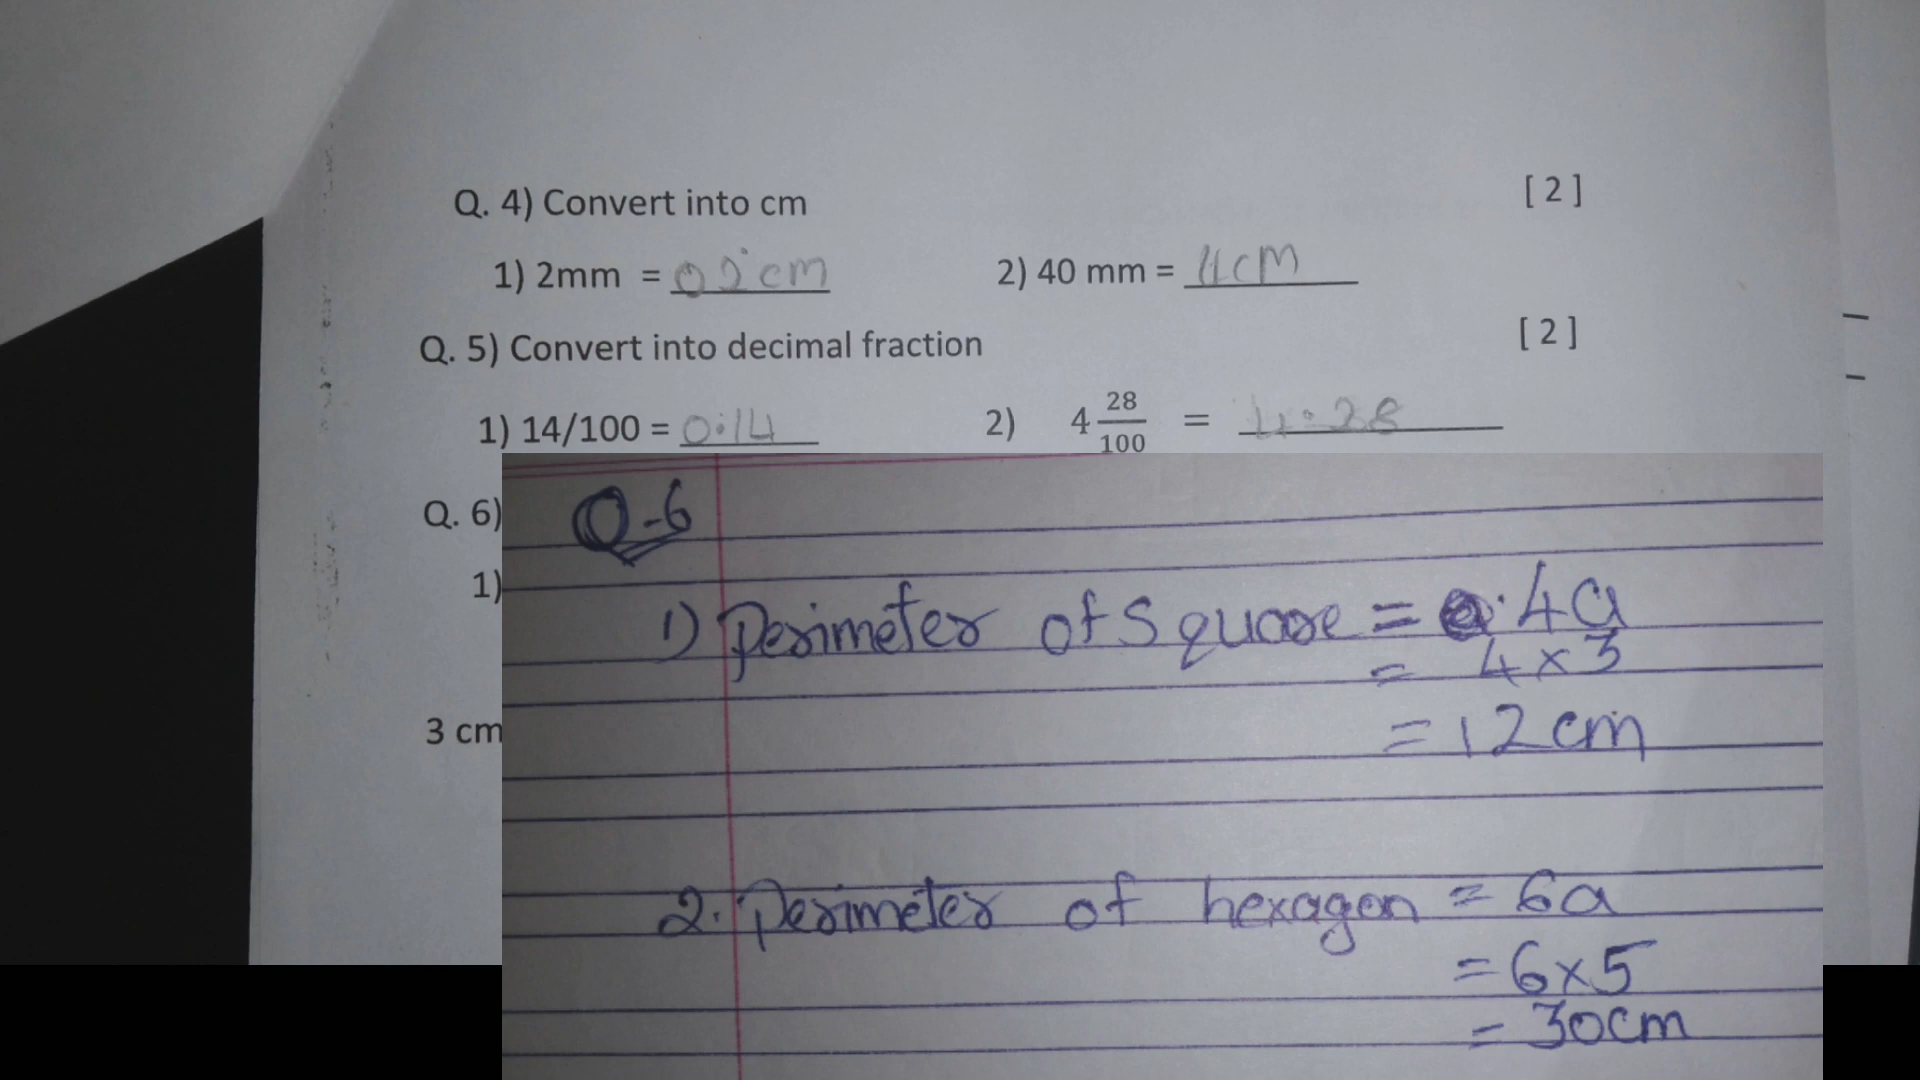 Q. 4) Convert into cm [ 2 ]
1) 2mm = 0 2 cm 2) 40 mm = 4cm
Q. 5) Convert into decimal fraction [ 2 ]
1) 14/100 = 0.14 2) 4 28/100 = 4.28
Q. 6)
1)
3 cm
Q-6
1) Perimeter of Square = 4a
= 4 x 3
= 12 cm
2. Perimeter of hexagon = 6a
= 6x5
= 30cm